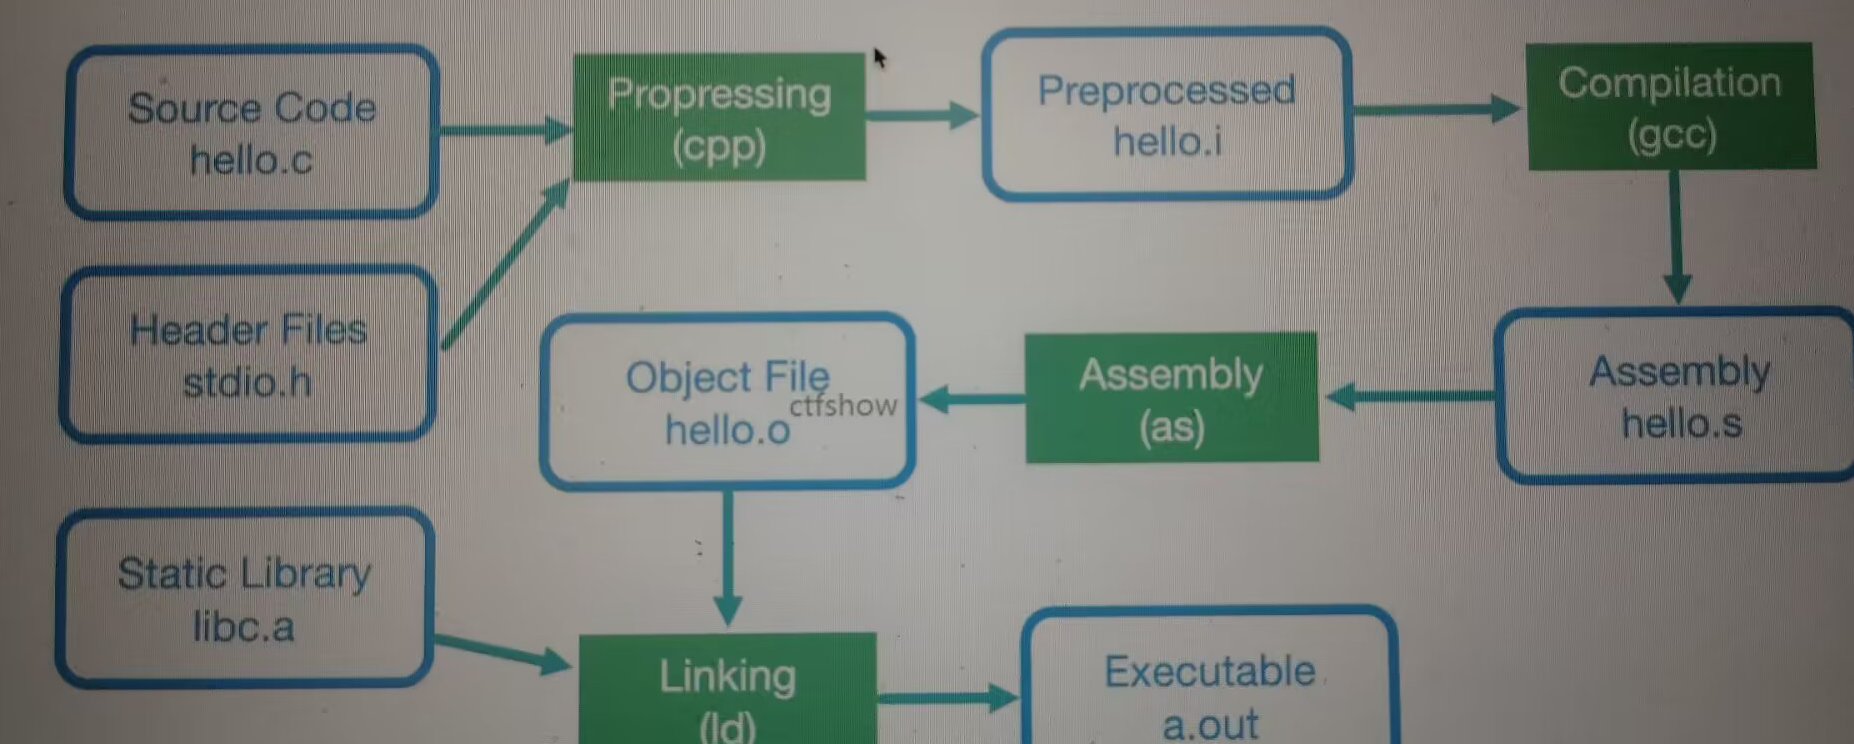 Source Code
hello.c
Propressing
(cpp)
Preprocessed
hello.i
Compilation
(gcc)
Header Files
stdio.h
Object File
hello.o
ctfshow
Assembly
(as)
Assembly
hello.s
Static Library
libc.a
Linking
(ld)
Executable
a.out